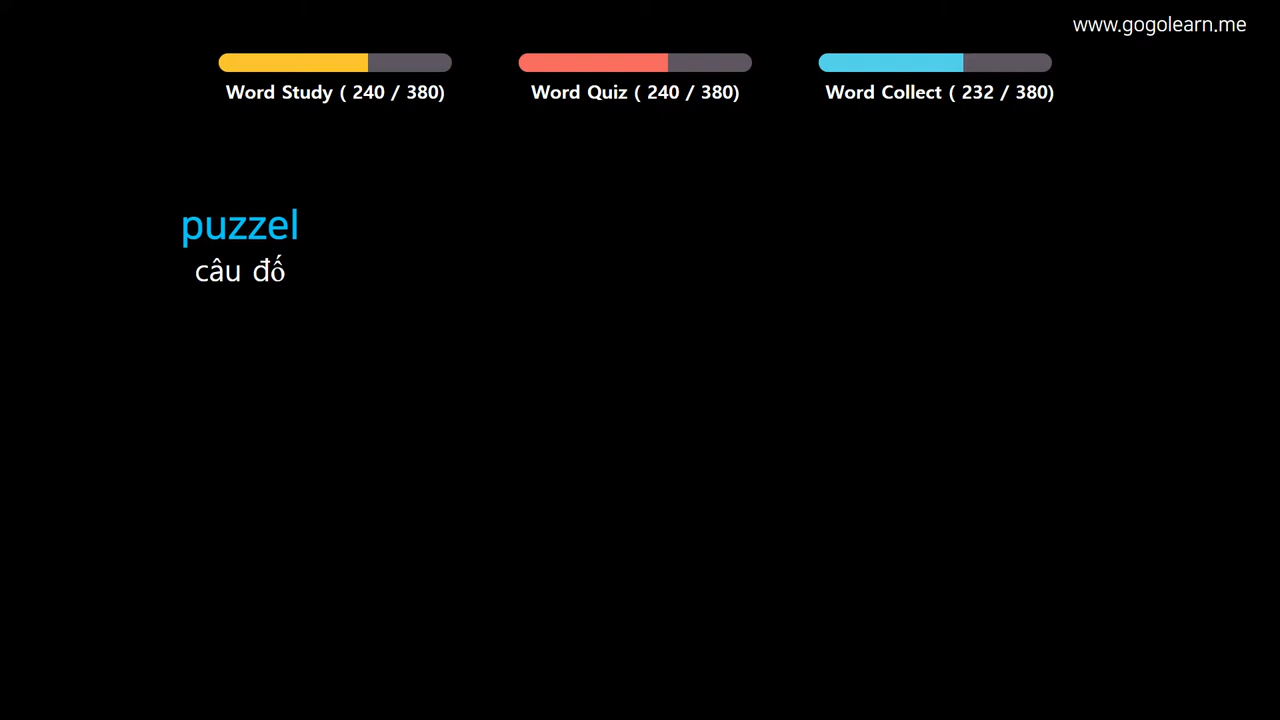 www.gogolearn.me
Word Study ( 240 / 380)
Word Quiz ( 240 / 380)
Word Collect ( 232 / 380)
puzzel
câu đố